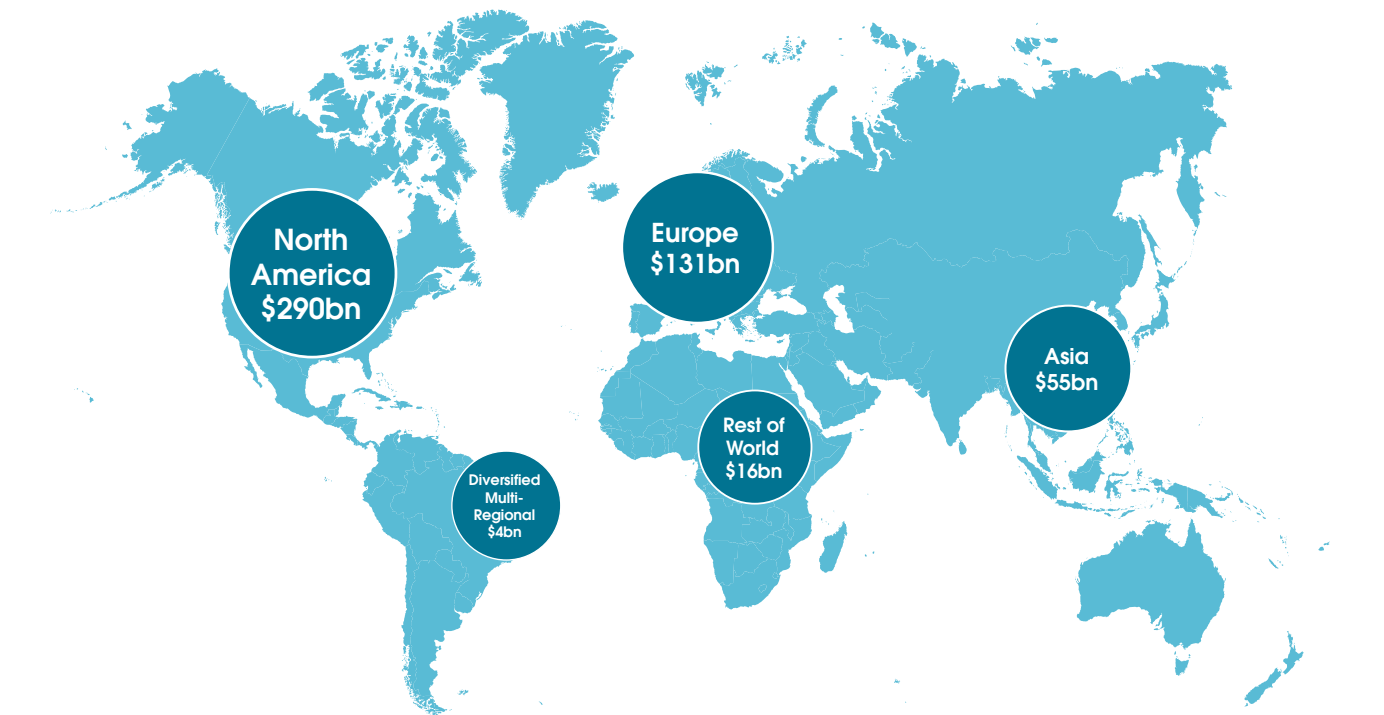 North
America
$290bn
Europe
$131bn
Asia
$55bn
Rest of
World
$16bn
Diversified
Multi-
Regional
$4bn